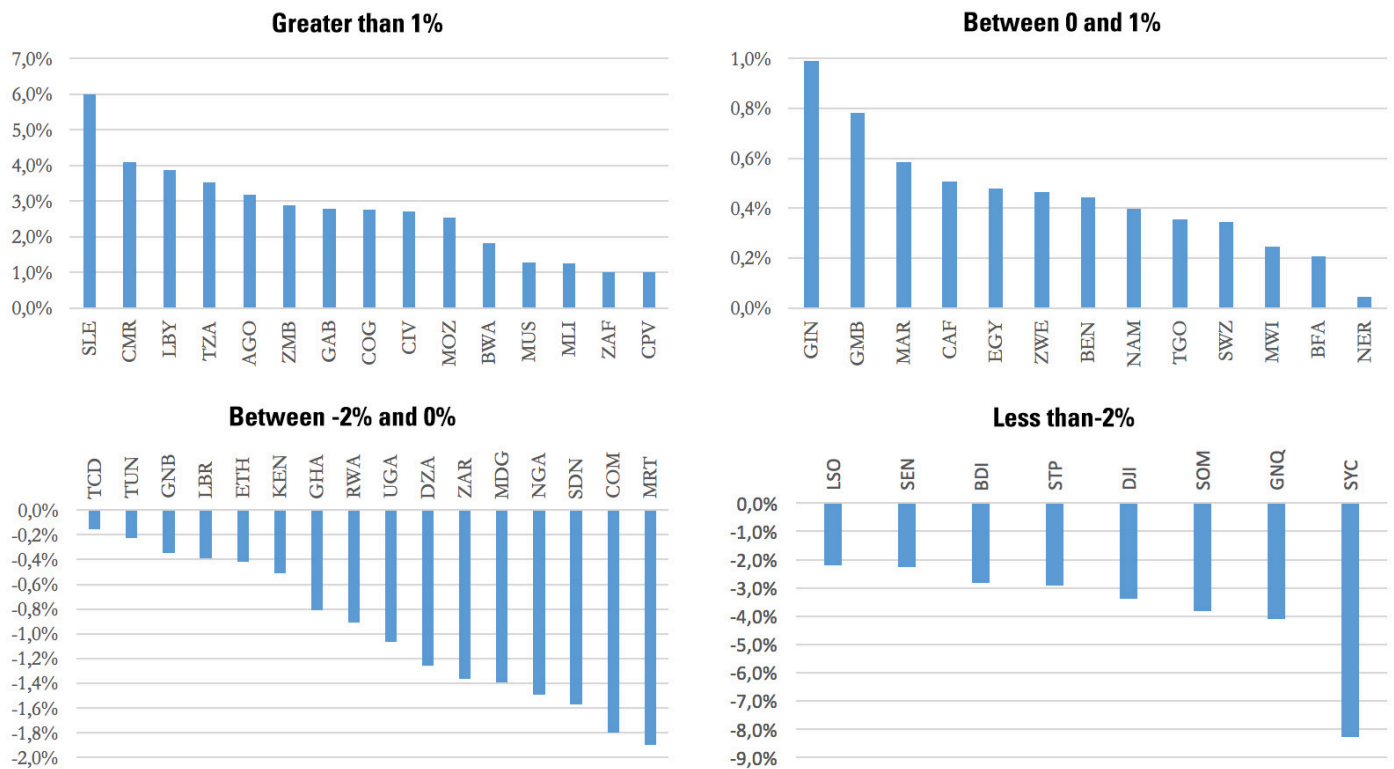 Greater than 1%
7,0%
6,0%
5,0%
4,0%
3,0%
2,0%
1,0%
0,0%
SLE
CMR
LBY
TZA
AGO
ZMB
GAB
COG
CIV
MOZ
BWA
MUS
MLI
ZAF
CPV
Between 0 and 1%
1,0%
0,8%
0,6%
0,4%
0,2%
0,0%
GIN
GMB
MAR
CAF
EGY
ZWE
BEN
NAM
TGO
SWZ
MWI
BFA
NER
Between -2% and 0%
TCD
TUN
GNB
LBR
ETH
KEN
GHA
RWA
UGA
DZA
ZAR
MDG
NGA
SDN
COM
MRT
0,0%
-0,2%
-0,4%
-0,6%
-0,8%
-1,0%
-1,2%
-1,4%
-1,6%
-1,8%
-2,0%
Less than-2%
LSO
SEN
BDI
STP
DJI
SOM
GNQ
SYC
0,0%
-1,0%
-2,0%
-3,0%
-4,0%
-5,0%
-6,0%
-7,0%
-8,0%
-9,0%